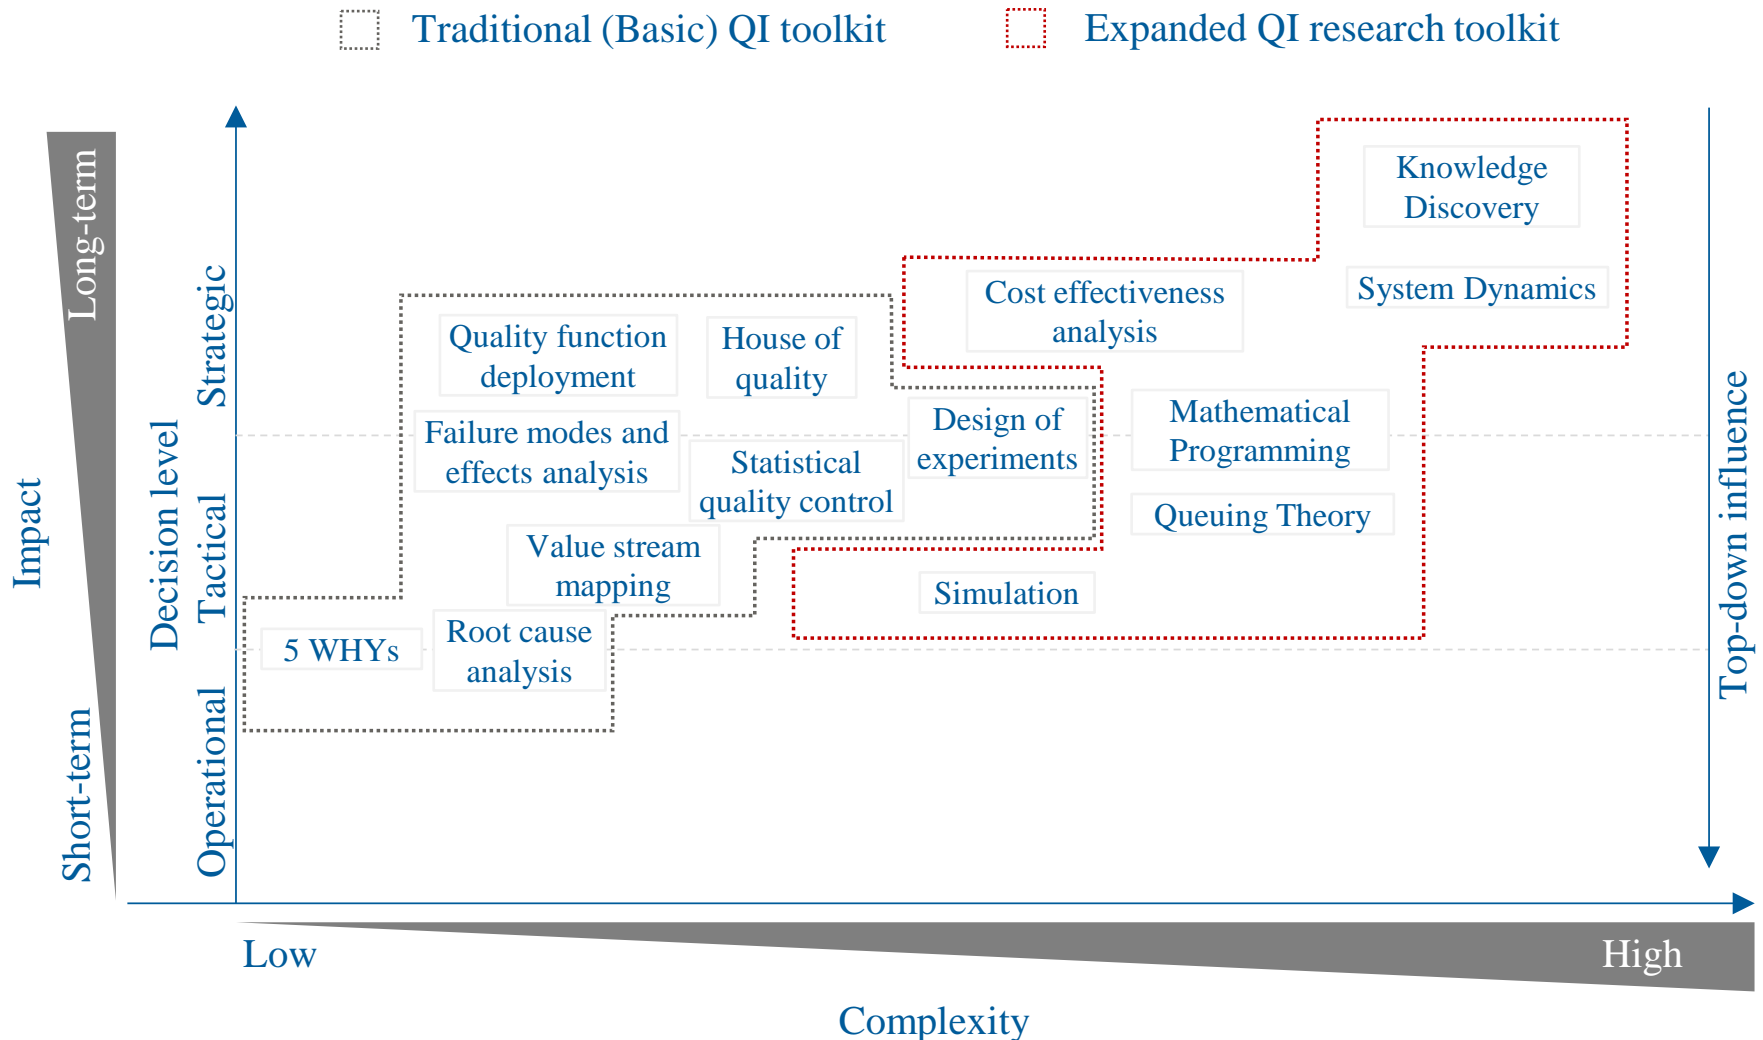 Traditional (Basic) QI toolkit
Expanded QI research toolkit
Knowledge
Discovery
System Dynamics
Cost effectiveness
analysis
Quality function
deployment
House of
quality
Failure modes and
effects analysis
Statistical
quality control
Design of
experiments
Mathematical
Programming
Queuing Theory
Value stream
mapping
Simulation
5 WHYs
Root cause
analysis
Impact
Long-term
Short-term
Decision level
Strategic
Tactical
Operational
Top-down influence
Low
High
Complexity